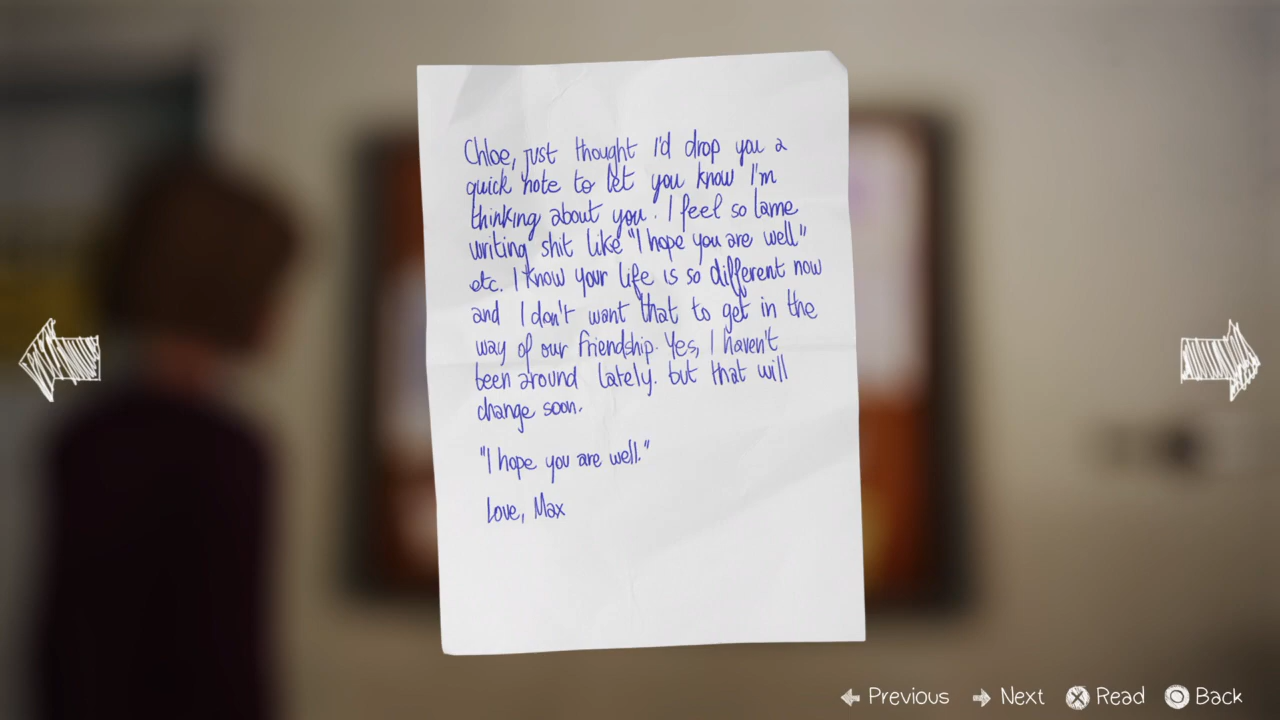 Chloe, just thought I'd drop you a
quick note to let you know I'm
thinking about you. I feel so lame
writing shit like "I hope you are well"
etc. I know your life is so different now
and I don't want that to get in the
way of our friendship. Yes, I haven't
been around lately. but that will
change soon.
"I hope you are well."
Love, Max
Previous Next Read Back